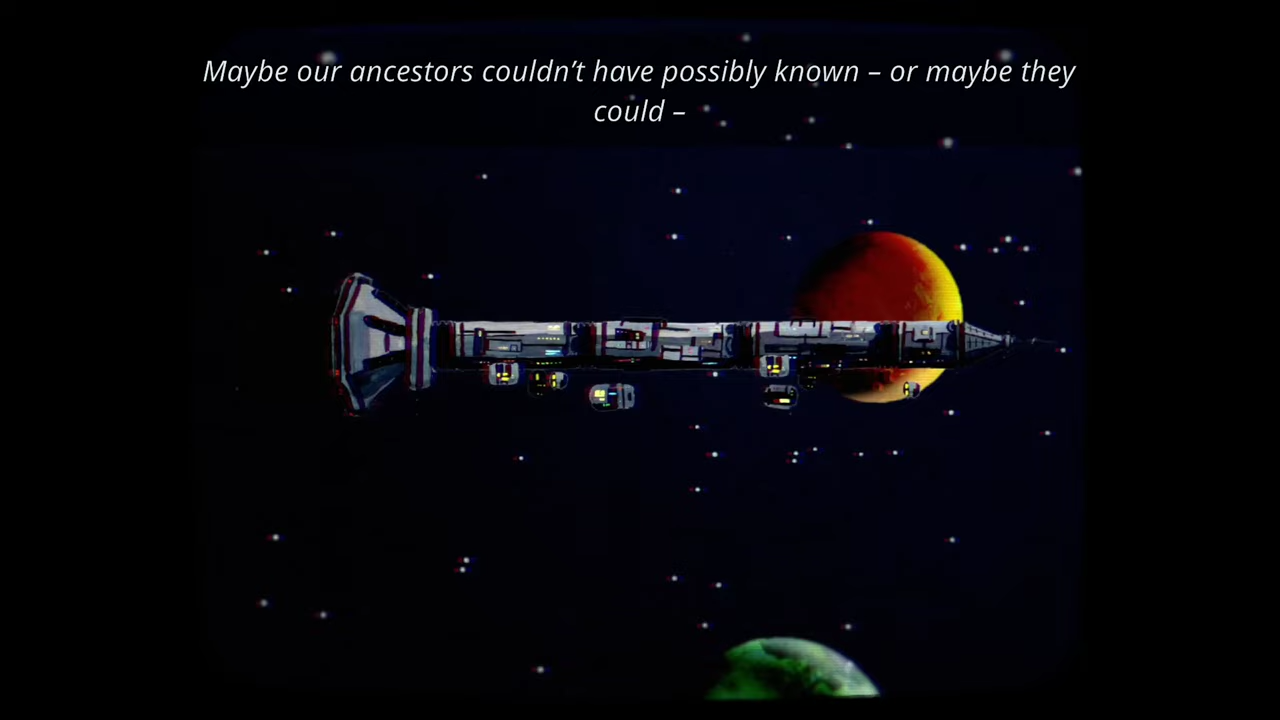 Maybe our ancestors couldn’t have possibly known – or maybe they
could –